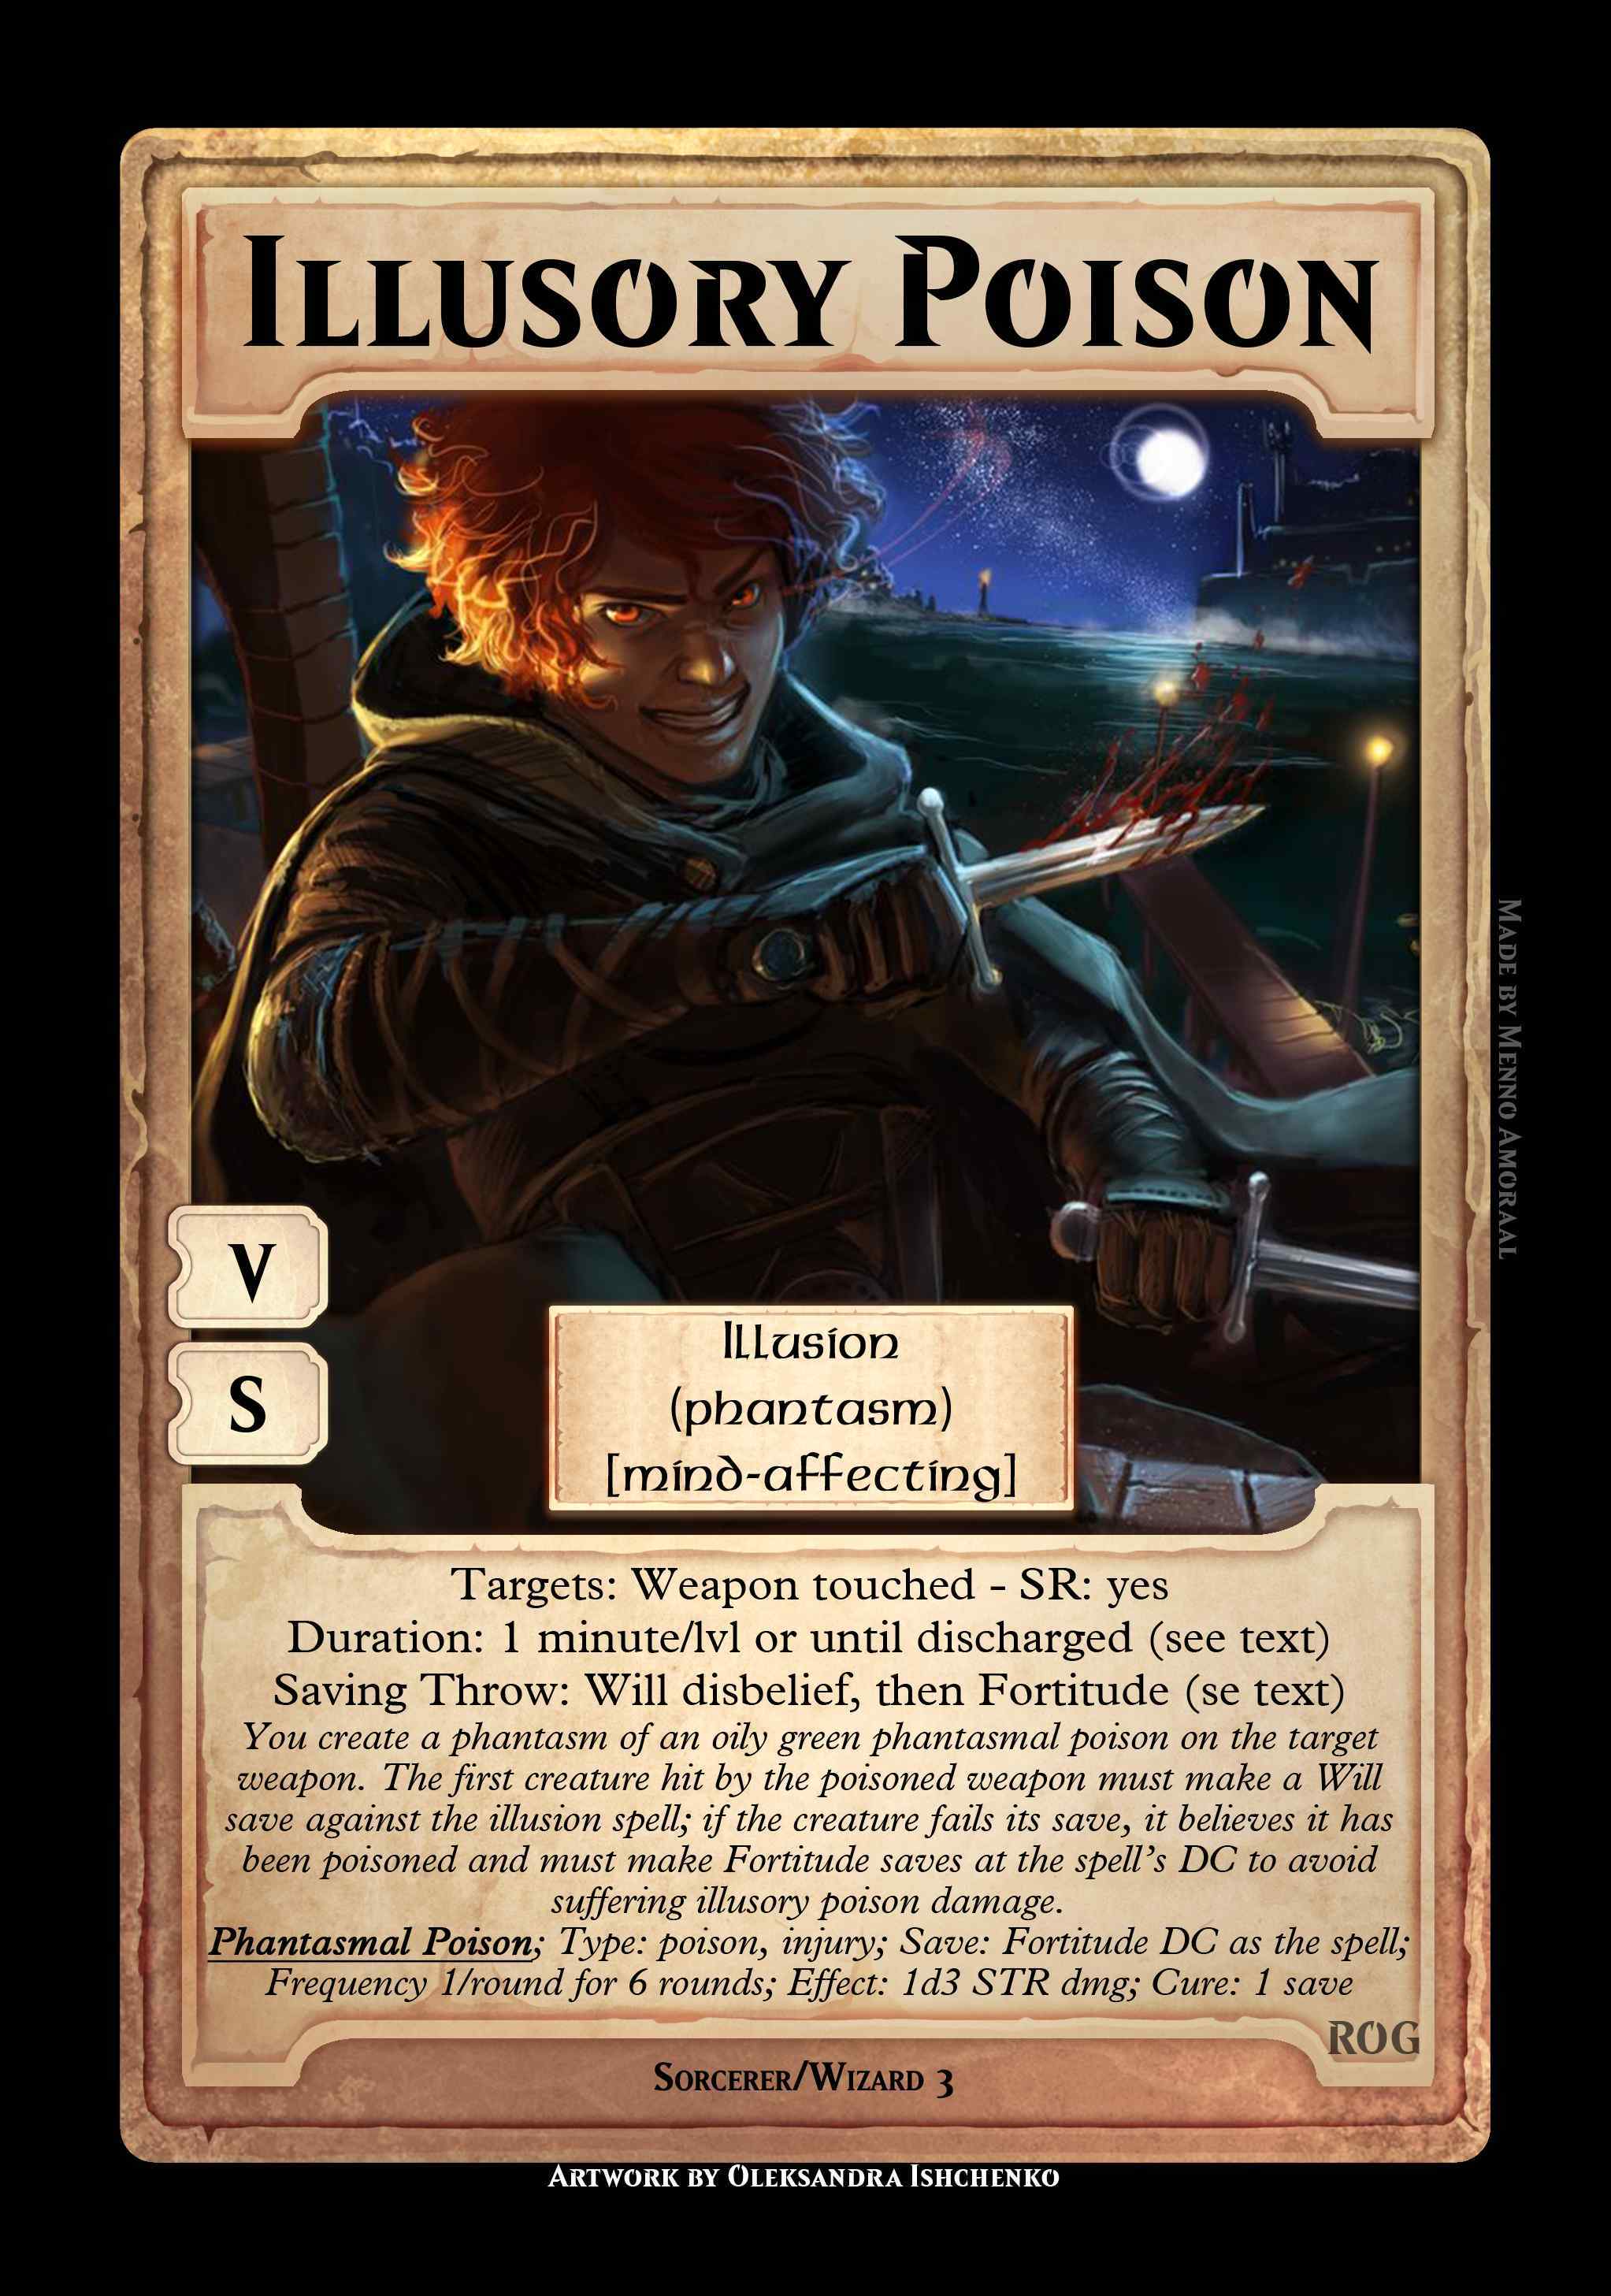 Illusory Poison
V
S
Illusion
(phantasm)
[mind-affecting]
Targets: Weapon touched - SR: yes
Duration: 1 minute/lvl or until discharged (see text)
Saving Throw: Will disbelief, then Fortitude (se text)
You create a phantasm of an oily green phantasmal poison on the target
weapon. The first creature hit by the poisoned weapon must make a Will
save against the illusion spell; if the creature fails its save, it believes it has
been poisoned and must make Fortitude saves at the spell's DC to avoid
suffering illusory poison damage.
Phantasmal Poison; Type: poison, injury; Save: Fortitude DC as the spell;
Frequency 1/round for 6 rounds; Effect: 1d3 STR dmg; Cure: 1 save
ROG
Sorcerer/Wizard 3
Artwork by Oleksandra Ishchenko
Made by Menno Amoraal